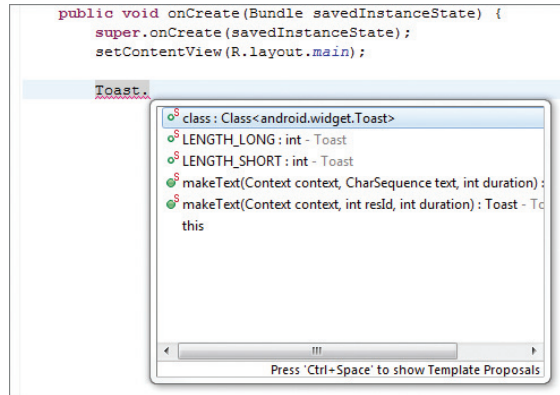 public void onCreate(Bundle savedInstanceState) {
super.onCreate(savedInstanceState);
setContentView(R.layout.main);
Toast.
S class : Class<android.widget.Toast>
S LENGTH_LONG : int - Toast
S LENGTH_SHORT : int - Toast
S makeText(Context context, CharSequence text, int duration) :
S makeText(Context context, int resId, int duration) : Toast - To
this
Press 'Ctrl+Space' to show Template Proposals